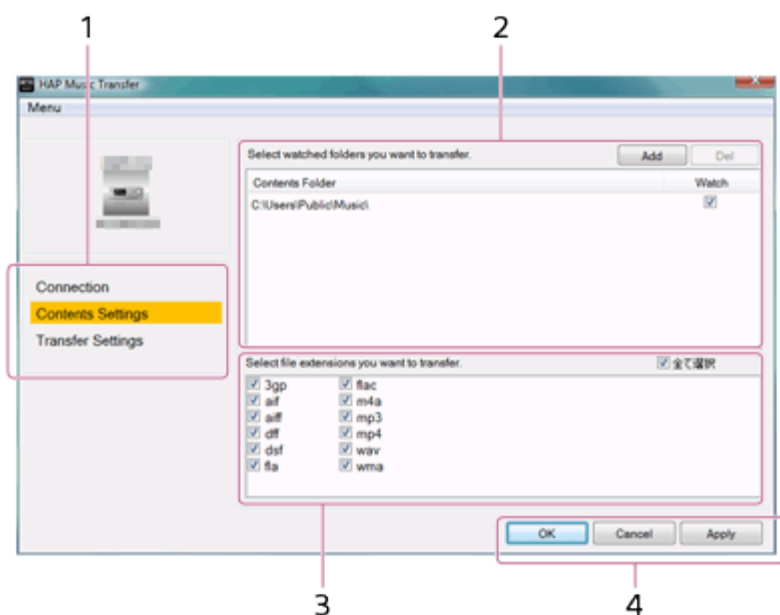 1
2
HAP Music Transfer
Menu
Select watched folders you want to transfer.
Add
Del
Contents Folder
Watch
C:\Users\Public\Music\
Connection
Contents Settings
Transfer Settings
Select file extensions you want to transfer.
全て選択
3gp
flac
aif
m4a
aiff
mp3
dff
mp4
dsf
wav
fla
wma
OK
Cancel
Apply
3
4